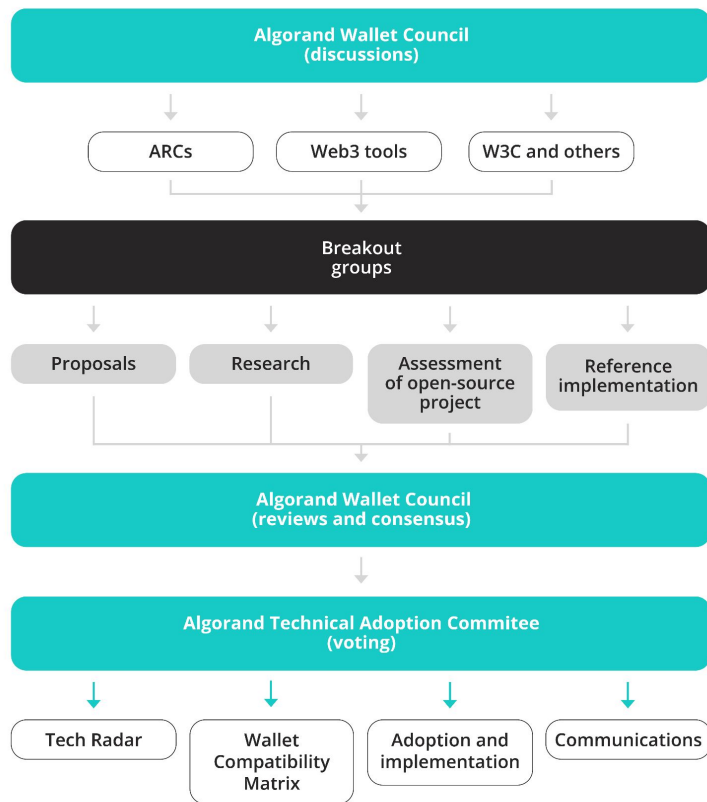 Algorand Wallet Council
(discussions)
ARCs
Web3 tools
W3C and others
Breakout
groups
Proposals
Research
Assessment
of open-source
project
Reference
implementation
Algorand Wallet Council
(reviews and consensus)
Algorand Technical Adoption Commitee
(voting)
Tech Radar
Wallet
Compatibility
Matrix
Adoption and
implementation
Communications